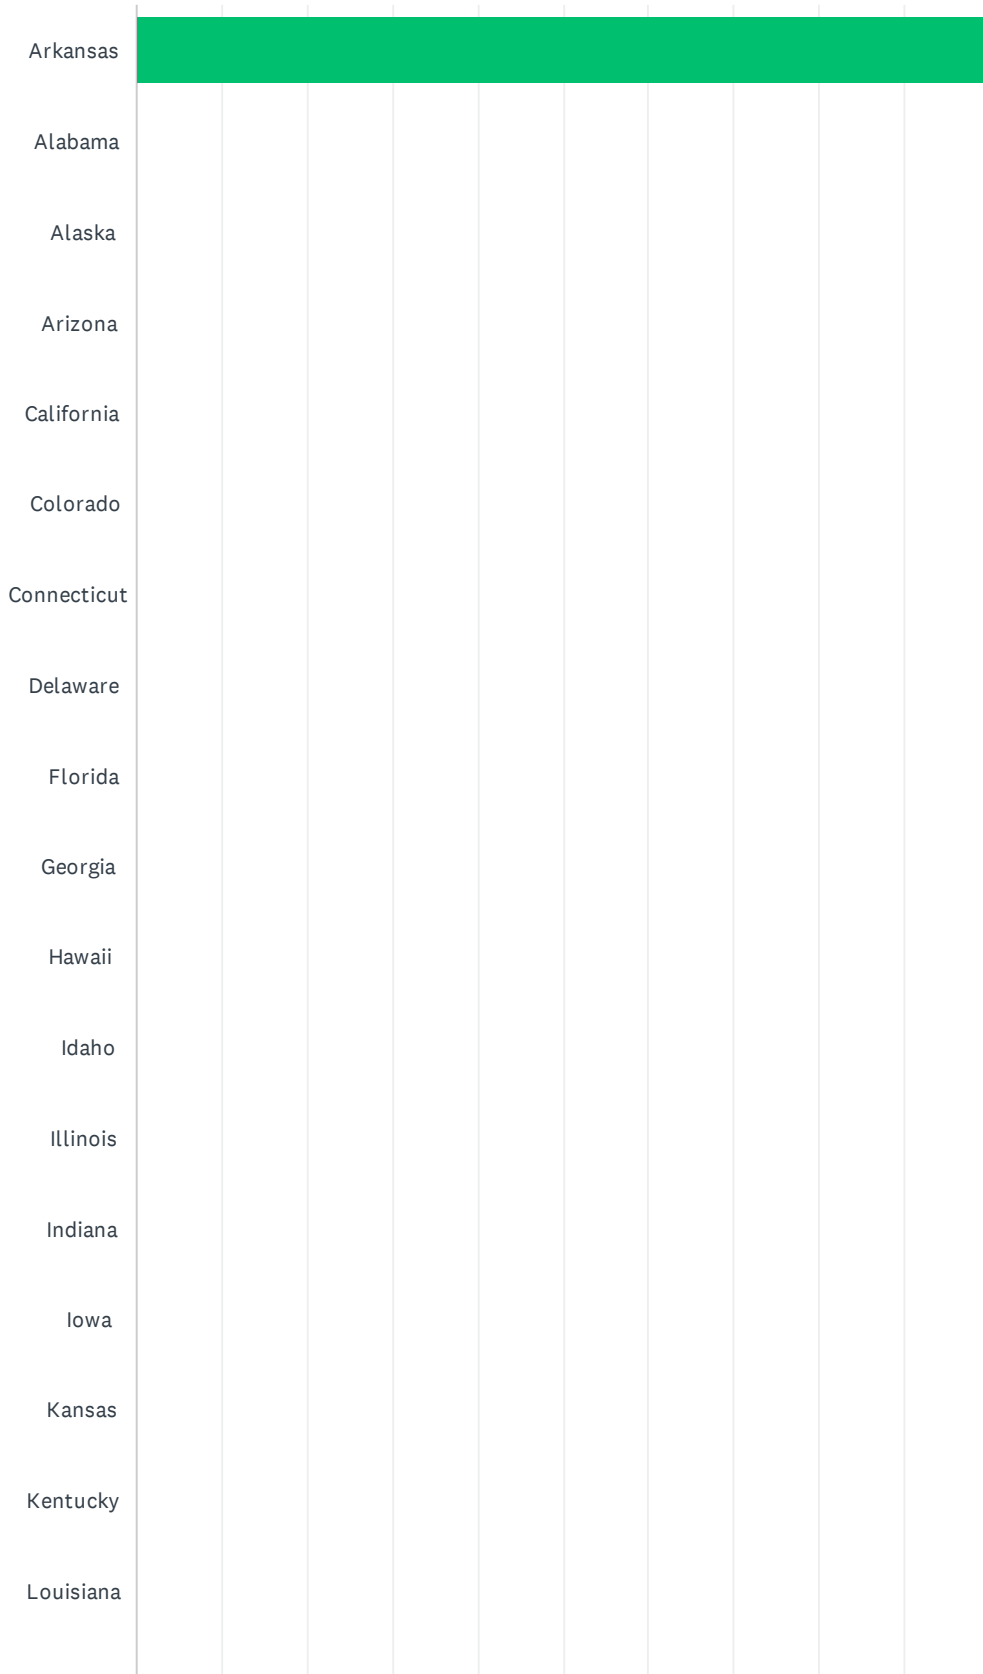 Arkansas
Alabama
Alaska
Arizona
California
Colorado
Connecticut
Delaware
Florida
Georgia
Hawaii
Idaho
Illinois
Indiana
Iowa
Kansas
Kentucky
Louisiana